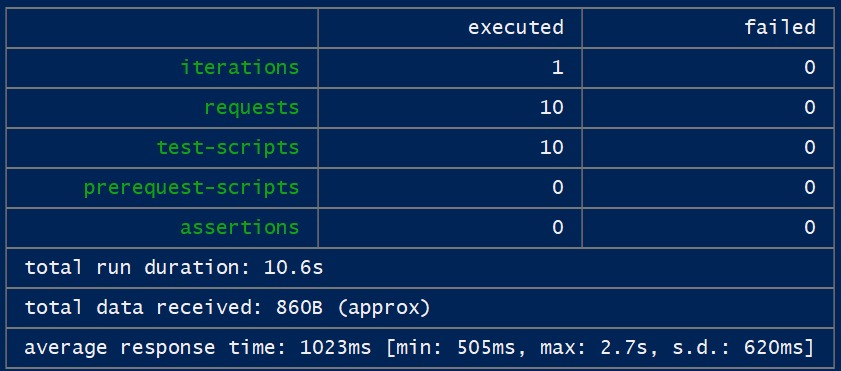 executed failed
iterations 1 0
requests 10 0
test-scripts 10 0
prerequest-scripts 0 0
assertions 0 0
total run duration: 10.6s
total data received: 860B (approx)
average response time: 1023ms [min: 505ms, max: 2.7s, s.d.: 620ms]